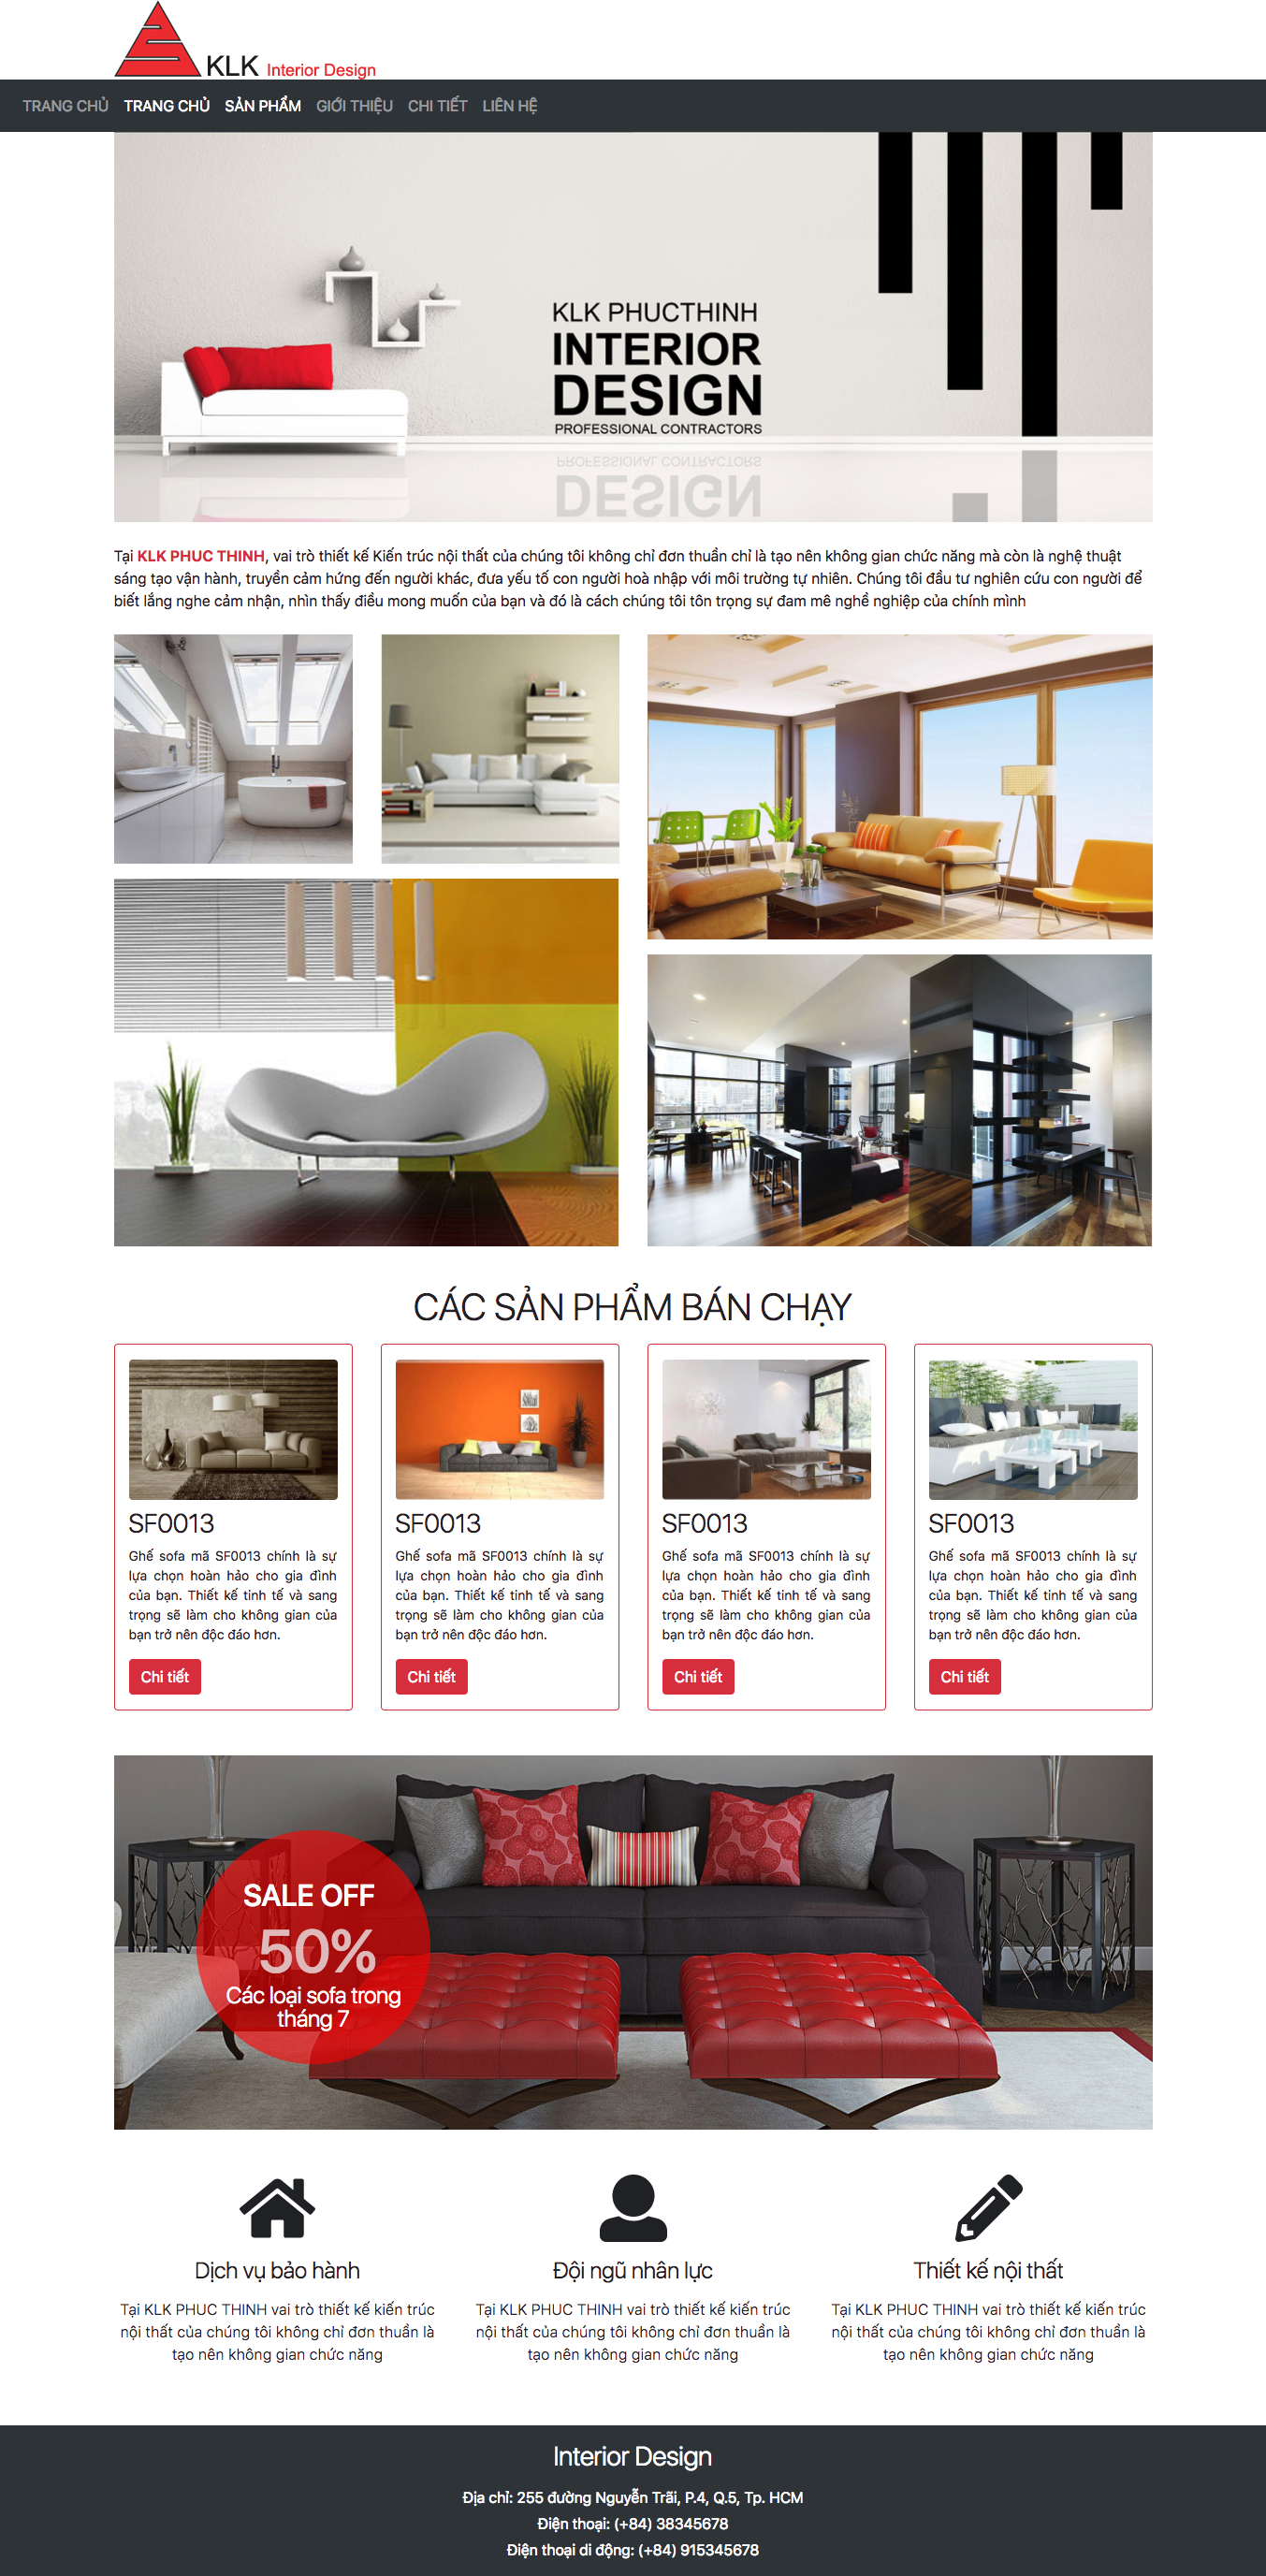 KLK Interior Design
TRANG CHỦ TRANG CHỦ SẢN PHẨM GIỚI THIỆU CHI TIẾT LIÊN HỆ
KLK PHUCTHINH
INTERIOR
DESIGN
PROFESSIONAL CONTRACTORS
PROFESSIONAL CONTRACTORS
DESIGN
Tại KLK PHUC THINH, vai trò thiết kế Kiến trúc nội thất của chúng tôi không chỉ đơn thuần chỉ là tạo nên không gian chức năng mà còn là nghệ thuật
sáng tạo vận hành, truyền cảm hứng đến người khác, đưa yếu tố con người hoà nhập với môi trường tự nhiên. Chúng tôi đầu tư nghiên cứu con người để
biết lắng nghe cảm nhận, nhìn thấy điều mong muốn của bạn và đó là cách chúng tôi tôn trọng sự đam mê nghề nghiệp của chính mình
CÁC SẢN PHẨM BÁN CHẠY
SF0013
Ghế sofa mã SF0013 chính là sự
lựa chọn hoàn hảo cho gia đình
của bạn. Thiết kế tinh tế và sang
trọng sẽ làm cho không gian của
bạn trở nên độc đáo hơn.
Chi tiết
SF0013
Ghế sofa mã SF0013 chính là sự
lựa chọn hoàn hảo cho gia đình
của bạn. Thiết kế tinh tế và sang
trọng sẽ làm cho không gian của
bạn trở nên độc đáo hơn.
Chi tiết
SF0013
Ghế sofa mã SF0013 chính là sự
lựa chọn hoàn hảo cho gia đình
của bạn. Thiết kế tinh tế và sang
trọng sẽ làm cho không gian của
bạn trở nên độc đáo hơn.
Chi tiết
SF0013
Ghế sofa mã SF0013 chính là sự
lựa chọn hoàn hảo cho gia đình
của bạn. Thiết kế tinh tế và sang
trọng sẽ làm cho không gian của
bạn trở nên độc đáo hơn.
Chi tiết
SALE OFF
50%
Các loại sofa trong
tháng 7
Dịch vụ bảo hành
Tại KLK PHUC THINH vai trò thiết kế kiến trúc
nội thất của chúng tôi không chỉ đơn thuần là
tạo nên không gian chức năng
Đội ngũ nhân lực
Tại KLK PHUC THINH vai trò thiết kế kiến trúc
nội thất của chúng tôi không chỉ đơn thuần là
tạo nên không gian chức năng
Thiết kế nội thất
Tại KLK PHUC THINH vai trò thiết kế kiến trúc
nội thất của chúng tôi không chỉ đơn thuần là
tạo nên không gian chức năng
Interior Design
Địa chỉ: 255 đường Nguyễn Trãi, P.4, Q.5, Tp. HCM
Điện thoại: (+84) 38345678
Điện thoại di động: (+84) 915345678